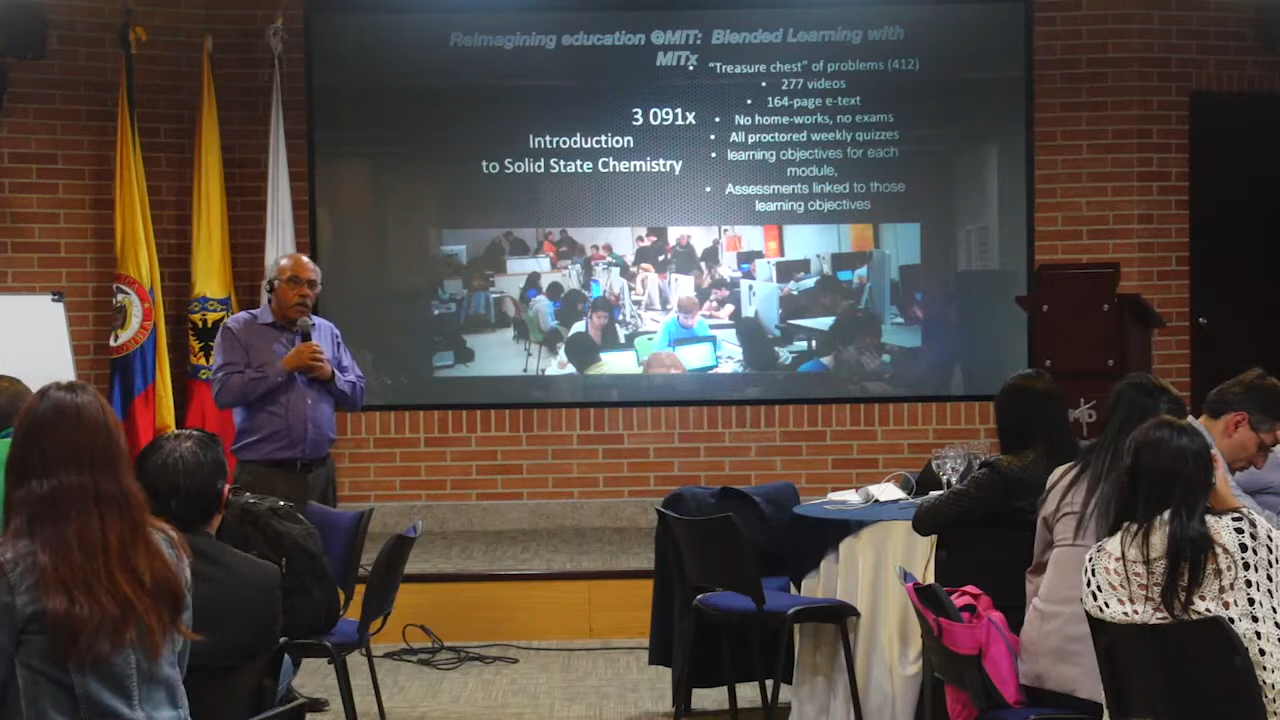 Reimagining education @MIT: Blended Learning with
MITx
3 091x
Introduction
to Solid State Chemistry
• "Treasure chest" of problems (412)
• 277 videos
• 164-page e-text
• No home-works, no exams
• All proctored weekly quizzes
• learning objectives for each
module,
• Assessments linked to those
learning objectives